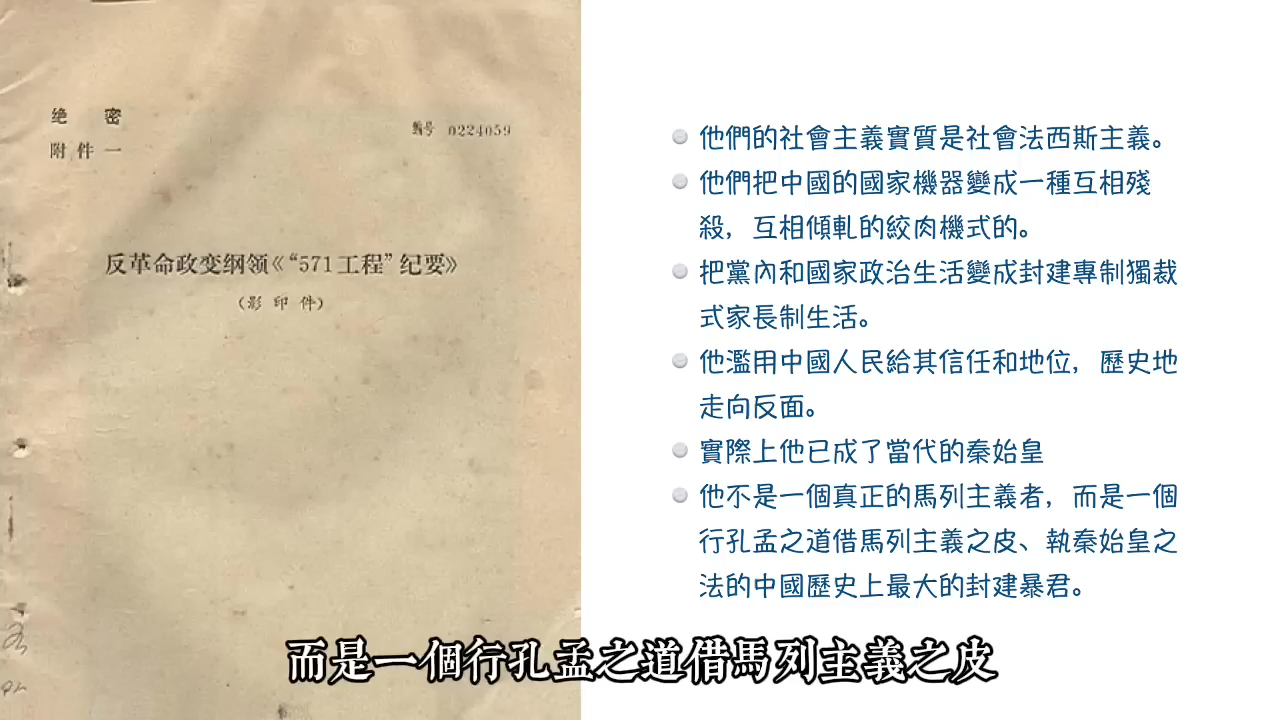 绝 密
附件一
编号 0224059
反革命政变纲领《“571工程”纪要》
（影印件）
他們的社會主義實質是社會法西斯主義。
他們把中國的國家機器變成一種互相殘
殺，互相傾軋的絞肉機式的。
把黨內和國家政治生活變成封建專制獨裁
式家長制生活。
他濫用中國人民給其信任和地位，歷史地
走向反面。
實際上他已成了當代的秦始皇
他不是一個真正的馬列主義者，而是一個
行孔孟之道借馬列主義之皮、執秦始皇之
法的中國歷史上最大的封建暴君。
而是一個行孔孟之道借馬列主義之皮